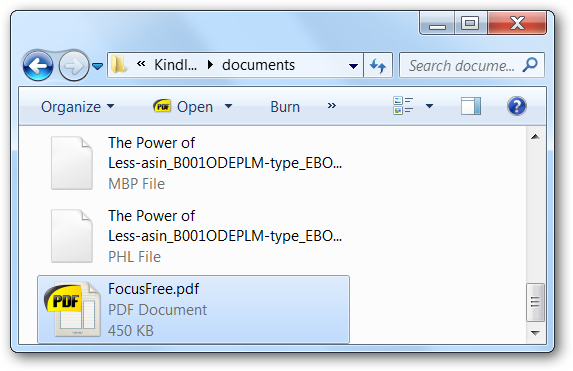 « Kindl... ▸ documents
Search docume...
Organize
PDF Open
Burn
»
The Power of
Less-asin_B001ODEPLM-type_EBO...
MBP File
The Power of
Less-asin_B001ODEPLM-type_EBO...
PHL File
PDF
FocusFree.pdf
PDF Document
450 KB